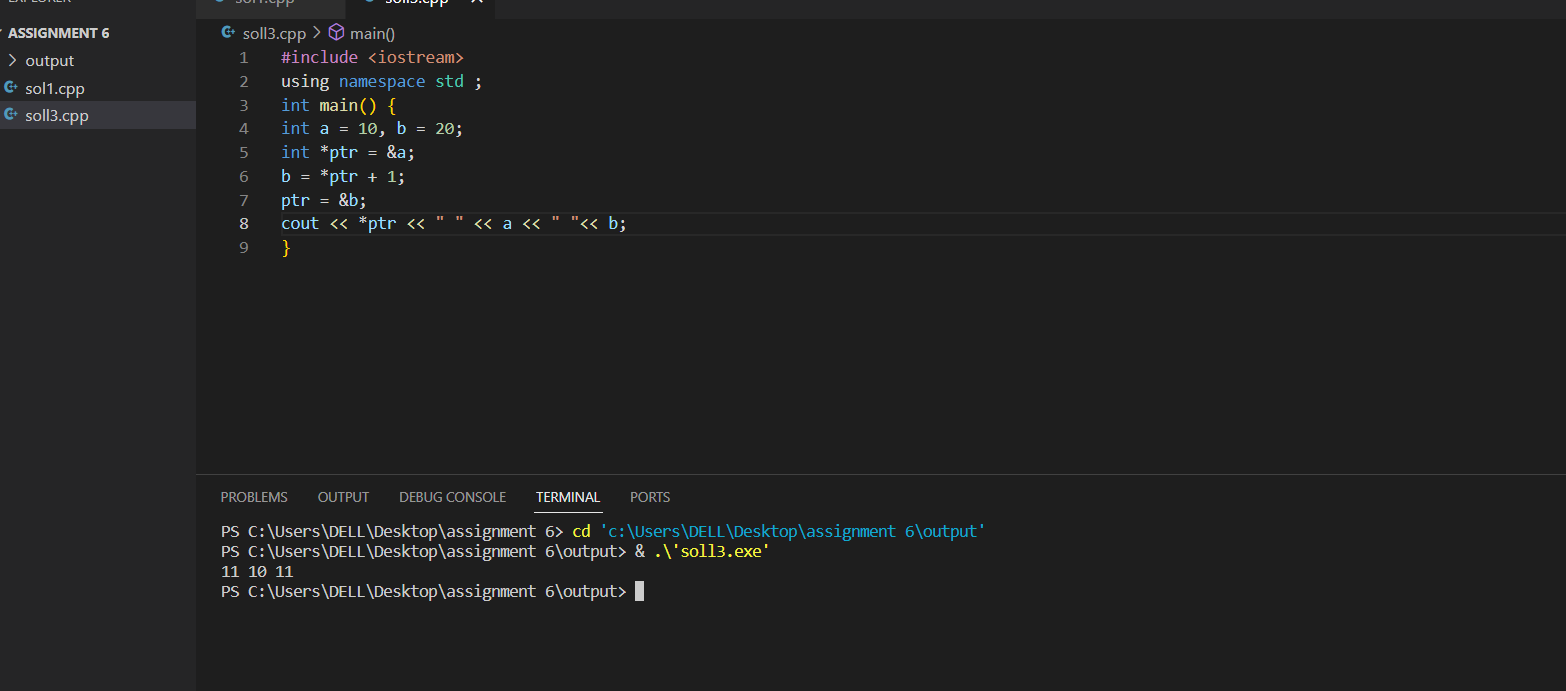 EXPLORER
sol1.cpp
soll3.cpp
ASSIGNMENT 6
output
sol1.cpp
soll3.cpp
soll3.cpp > main()
1 #include <iostream>
2 using namespace std ;
3 int main() {
4 int a = 10, b = 20;
5 int *ptr = &a;
6 b = *ptr + 1;
7 ptr = &b;
8 cout << *ptr << " " << a << " "<< b;
9 }
PROBLEMS OUTPUT DEBUG CONSOLE TERMINAL PORTS
PS C:\Users\DELL\Desktop\assignment 6> cd 'c:\Users\DELL\Desktop\assignment 6\output'
PS C:\Users\DELL\Desktop\assignment 6\output> & .\'soll3.exe'
11 10 11
PS C:\Users\DELL\Desktop\assignment 6\output>